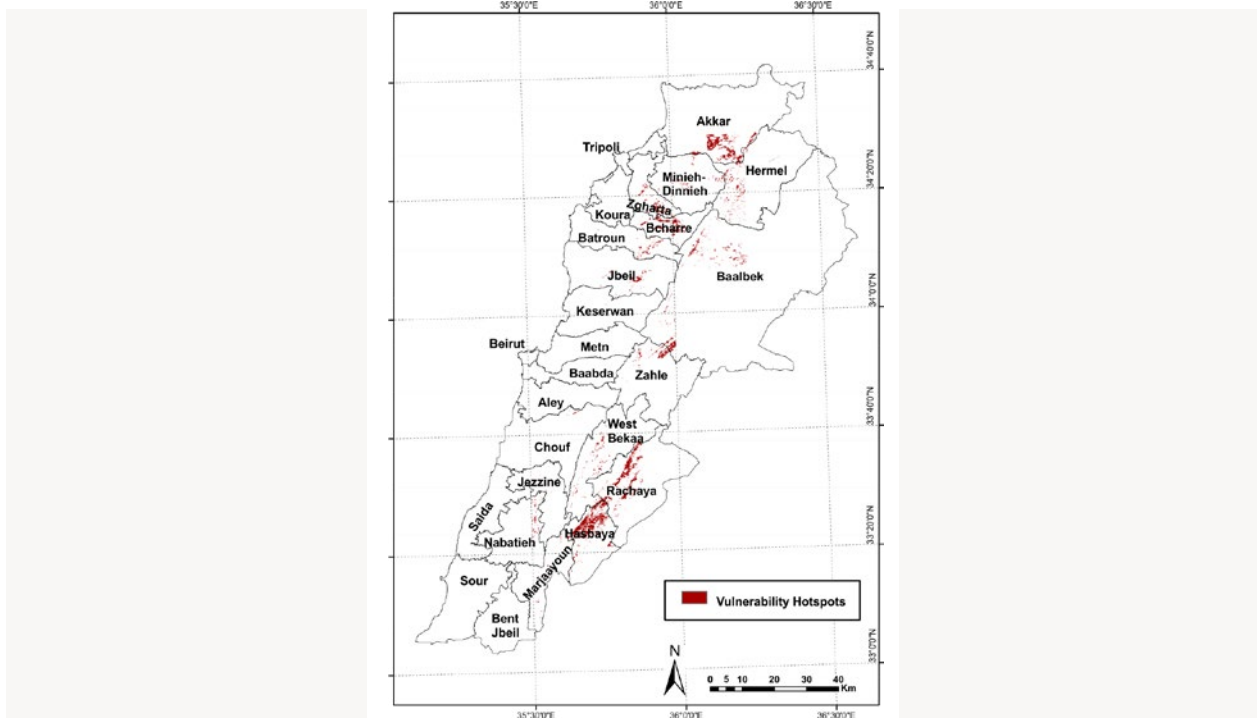 35°30'0"E 36°0'0"E 36°30'0"E
34°40'0"N
Akkar
Tripoli
34°20'0"N
Hermel
Minieh-
Dinnieh
Zgharta
Koura
Bcharre
Batroun
Jbeil
Baalbek
34°0'0"N
Keserwan
Beirut
Metn
Baabda
Zahle
Aley
33°40'0"N
West
Bekaa
Chouf
Jezzine
Rachaya
Saida
33°20'0"N
Hasbaya
Nabatieh
Marjaayoun
Sour
Vulnerability Hotspots
Bent
Jbeil
33°0'0"N
N
0 5 10 20 30 40
Km
35°30'0"E 36°0'0"E 36°30'0"E